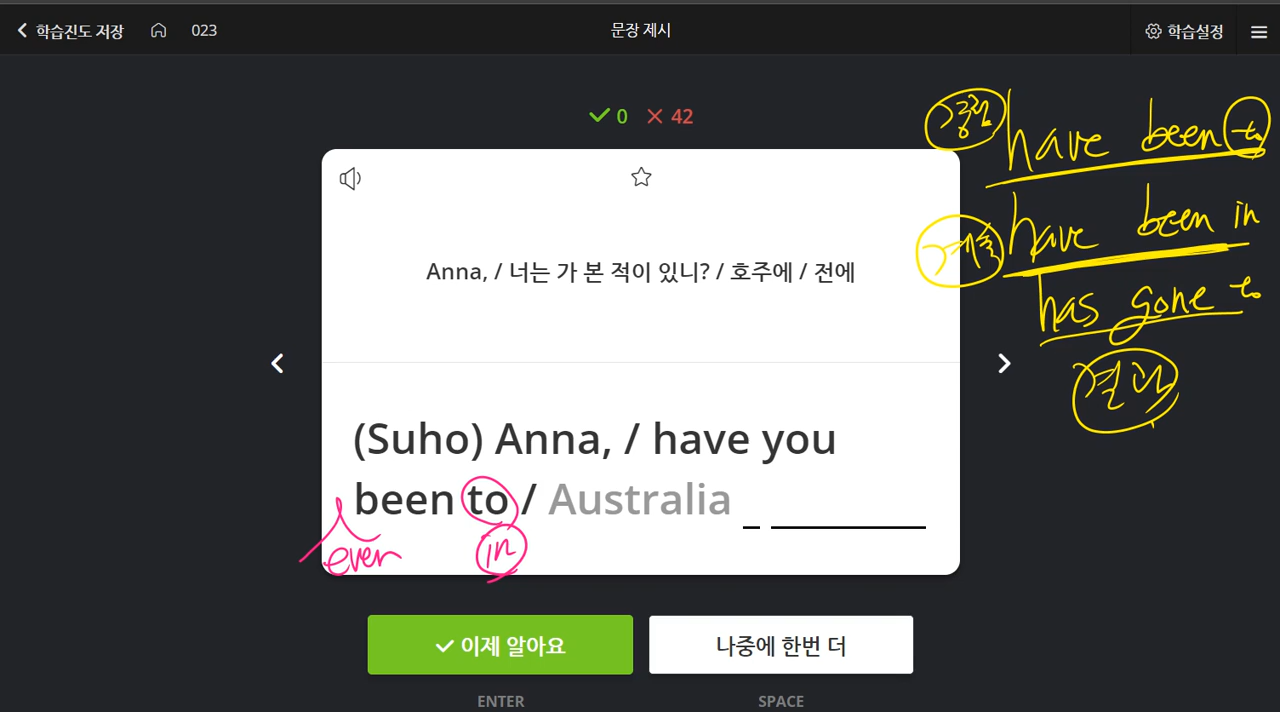 학습진도 저장 023 문장 제시 학습설정
0 42
Anna, / 너는 가 본 적이 있니? / 호주에 / 전에
(Suho) Anna, / have you
been to / Australia _ ______
ever in
이제 알아요 나중에 한번 더
ENTER SPACE
경험 have been to
계속 have been in
has gone to
결과